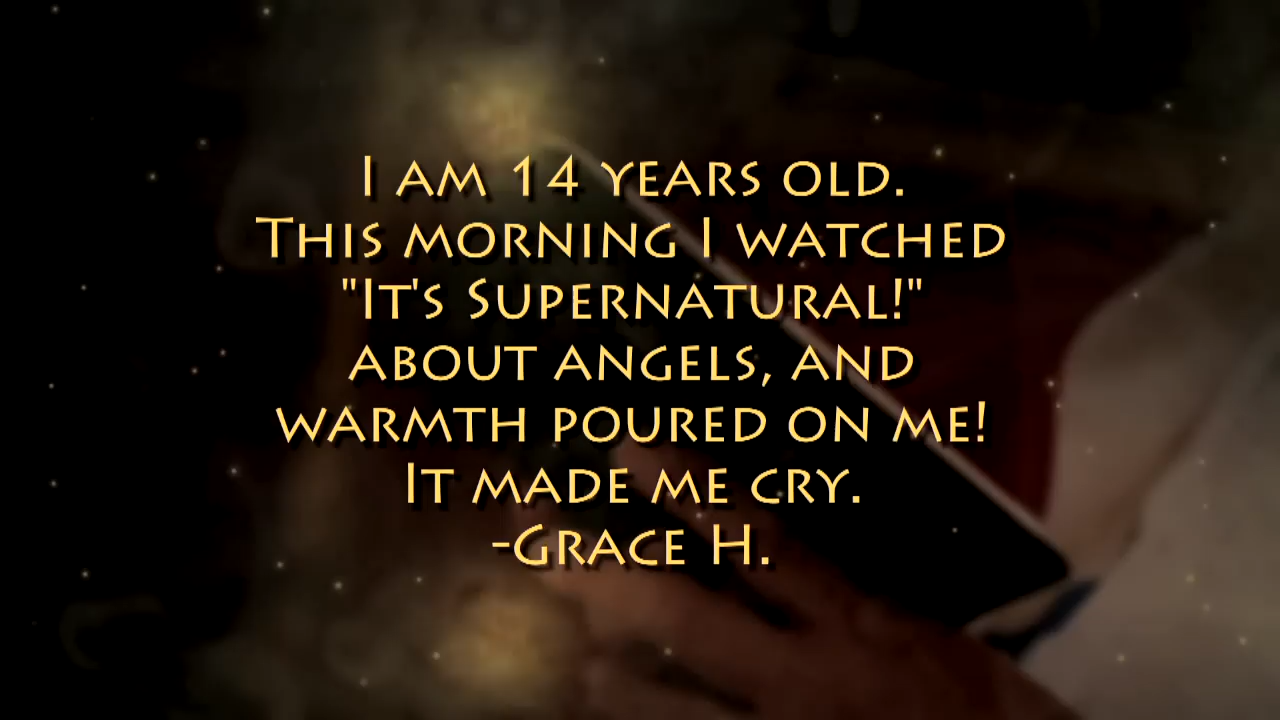 I am 14 years old.
This morning I watched
"It's Supernatural!"
about angels, and
warmth poured on me!
It made me cry.
-Grace H.